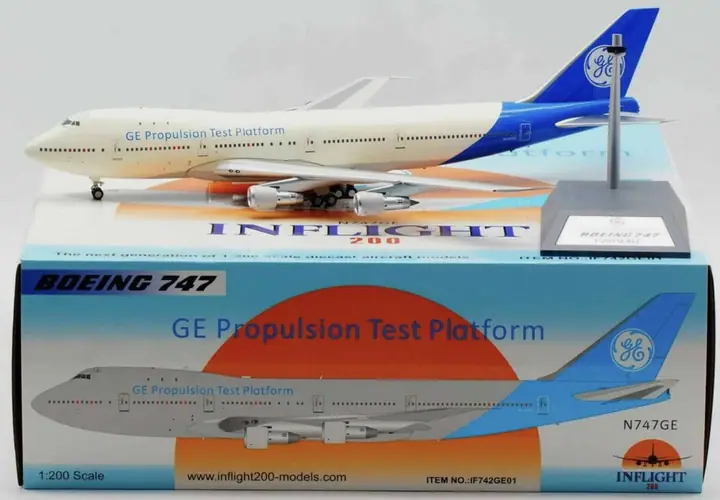 GE
GE Propulsion Test Platform
N747GE
INFLIGHT
200
GE
BOEING 747
The next generation of 1:200 scale diecast aircraft models
BOEING 747
GE Propulsion Test Platform
GE
GE Propulsion Test Platform
N747GE
1:200 Scale
www.inflight200-models.com
ITEM NO.:IF742GE01
INFLIGHT
200